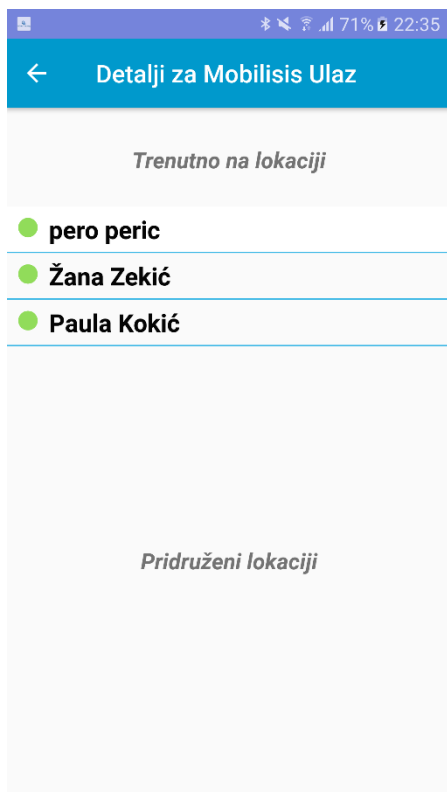 71% 22:35
Detalji za Mobilisis Ulaz
Trenutno na lokaciji
pero peric
Žana Zekić
Paula Kokić
Pridruženi lokaciji